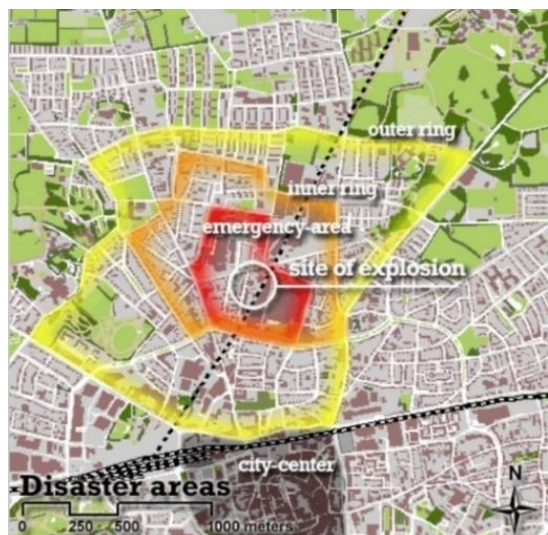 outer ring
inner ring
emergency-area
site of explosion
city-center
N
Disaster areas
0 250 500 1000 meters